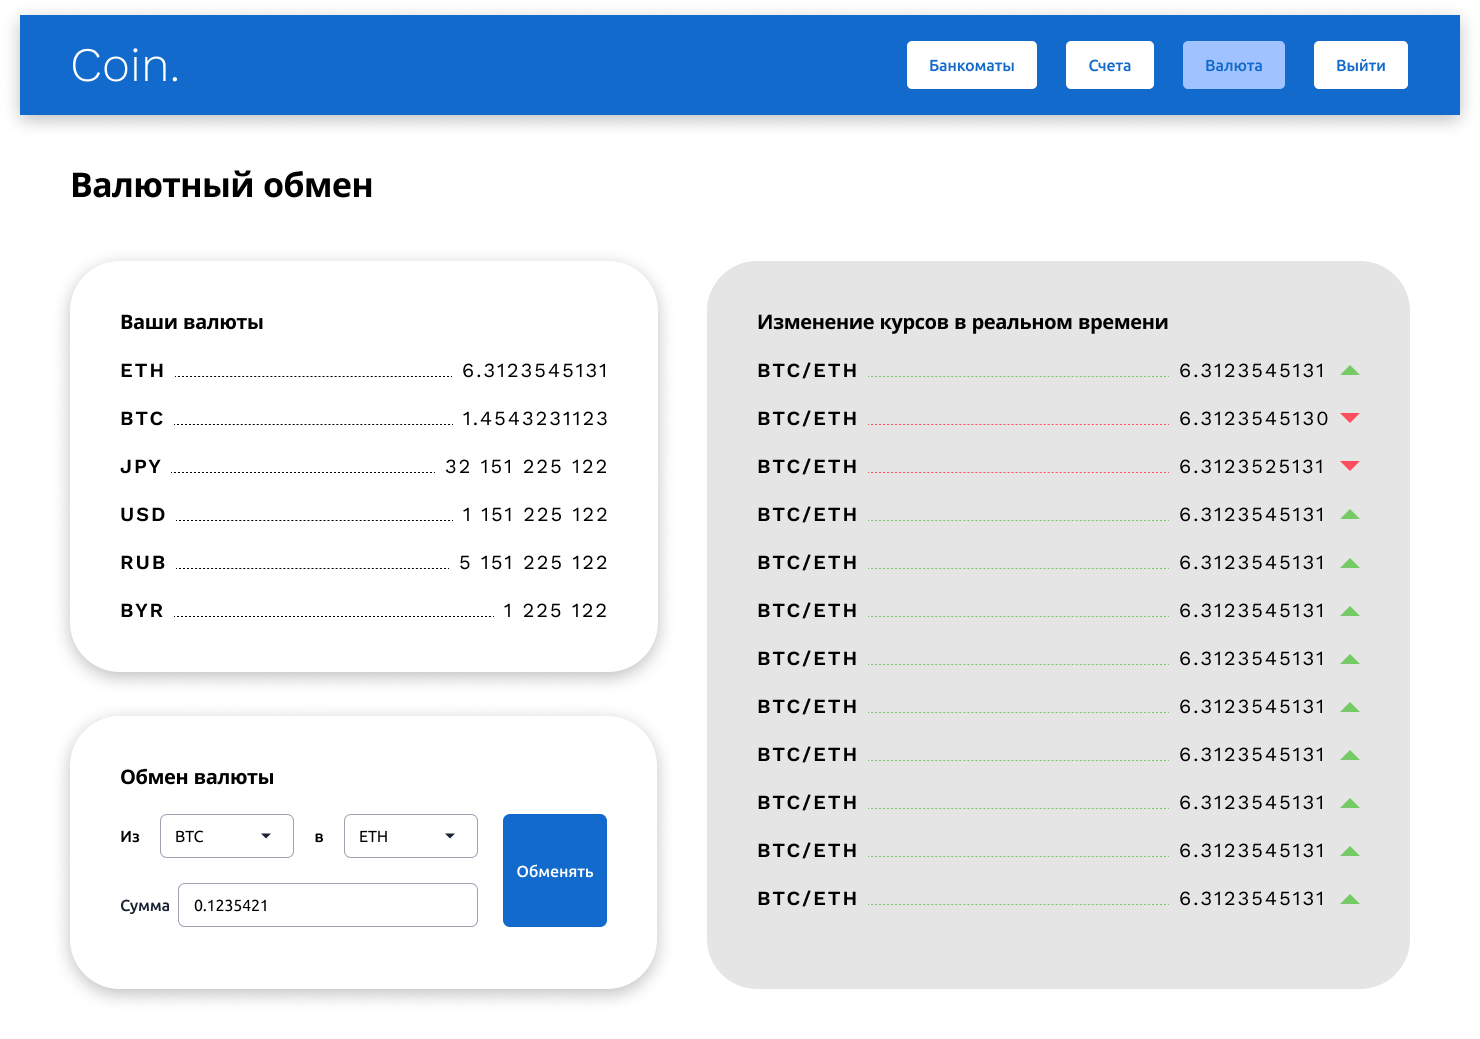 Coin.
Банкоматы
Счета
Валюта
Выйти
Валютный обмен
Ваши валюты
ETH 6.3123545131
BTC 1.4543231123
JPY 32 151 225 122
USD 1 151 225 122
RUB 5 151 225 122
BYR 1 225 122
Обмен валюты
Из BTC в ETH
Обменять
Сумма 0.1235421
Изменение курсов в реальном времени
BTC/ETH 6.3123545131
BTC/ETH 6.3123545130
BTC/ETH 6.3123525131
BTC/ETH 6.3123545131
BTC/ETH 6.3123545131
BTC/ETH 6.3123545131
BTC/ETH 6.3123545131
BTC/ETH 6.3123545131
BTC/ETH 6.3123545131
BTC/ETH 6.3123545131
BTC/ETH 6.3123545131
BTC/ETH 6.3123545131